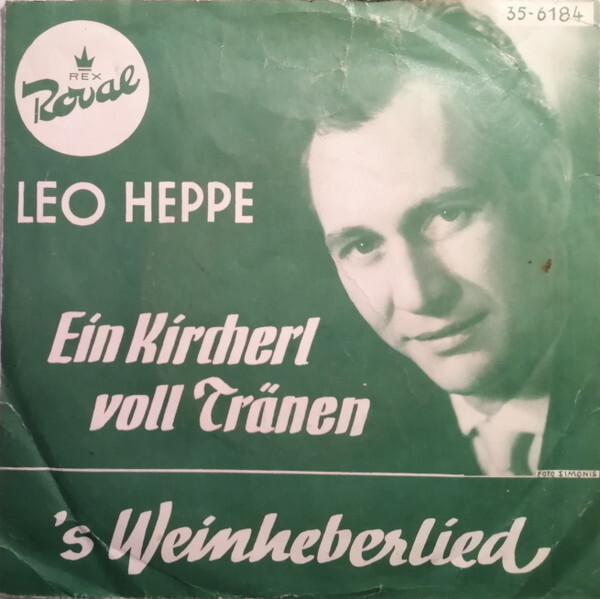 35-6184
REX
Royal
LEO HEPPE
Ein Kircherl
voll Tränen
FOTO SIMONIS
's Weinheberlied